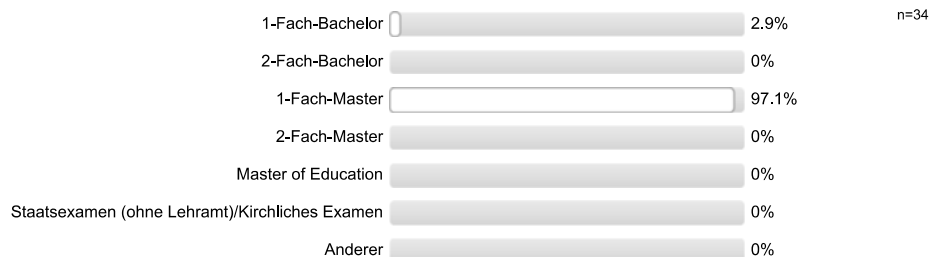 1-Fach-Bachelor 2.9% n=34
2-Fach-Bachelor 0%
1-Fach-Master 97.1%
2-Fach-Master 0%
Master of Education 0%
Staatsexamen (ohne Lehramt)/Kirchliches Examen 0%
Anderer 0%